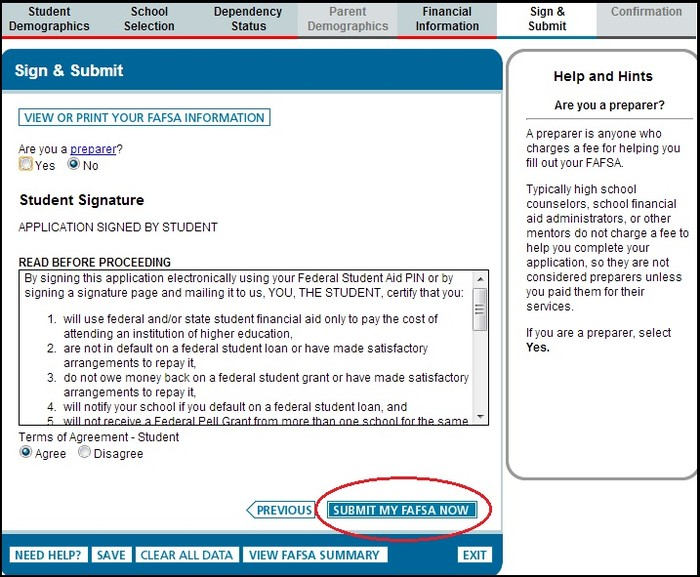 Student Demographics
School Selection
Dependency Status
Parent Demographics
Financial Information
Sign & Submit
Confirmation
Sign & Submit
VIEW OR PRINT YOUR FAFSA INFORMATION
Are you a preparer?
Yes No
Student Signature
APPLICATION SIGNED BY STUDENT
READ BEFORE PROCEEDING
By signing this application electronically using your Federal Student Aid PIN or by
signing a signature page and mailing it to us, YOU, THE STUDENT, certify that you:
1. will use federal and/or state student financial aid only to pay the cost of
attending an institution of higher education,
2. are not in default on a federal student loan or have made satisfactory
arrangements to repay it,
3. do not owe money back on a federal student grant or have made satisfactory
arrangements to repay it,
4. will notify your school if you default on a federal student loan, and
5. will not receive a Federal Pell Grant from more than one school for the same
Terms of Agreement - Student
Agree Disagree
PREVIOUS SUBMIT MY FAFSA NOW
NEED HELP? SAVE CLEAR ALL DATA VIEW FAFSA SUMMARY EXIT
Help and Hints
Are you a preparer?
A preparer is anyone who
charges a fee for helping you
fill out your FAFSA.
Typically high school
counselors, school financial
aid administrators, or other
mentors do not charge a fee to
help you complete your
application, so they are not
considered preparers unless
you paid them for their
services.
If you are a preparer, select
Yes.